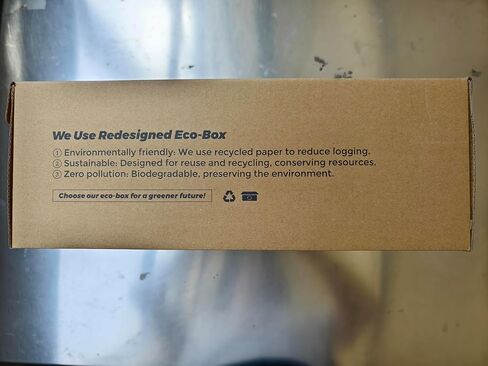 We Use Redesigned Eco-Box
① Environmentally friendly: We use recycled paper to reduce logging.
② Sustainable: Designed for reuse and recycling, conserving resources.
③ Zero pollution: Biodegradable, preserving the environment.
Choose our eco-box for a greener future!